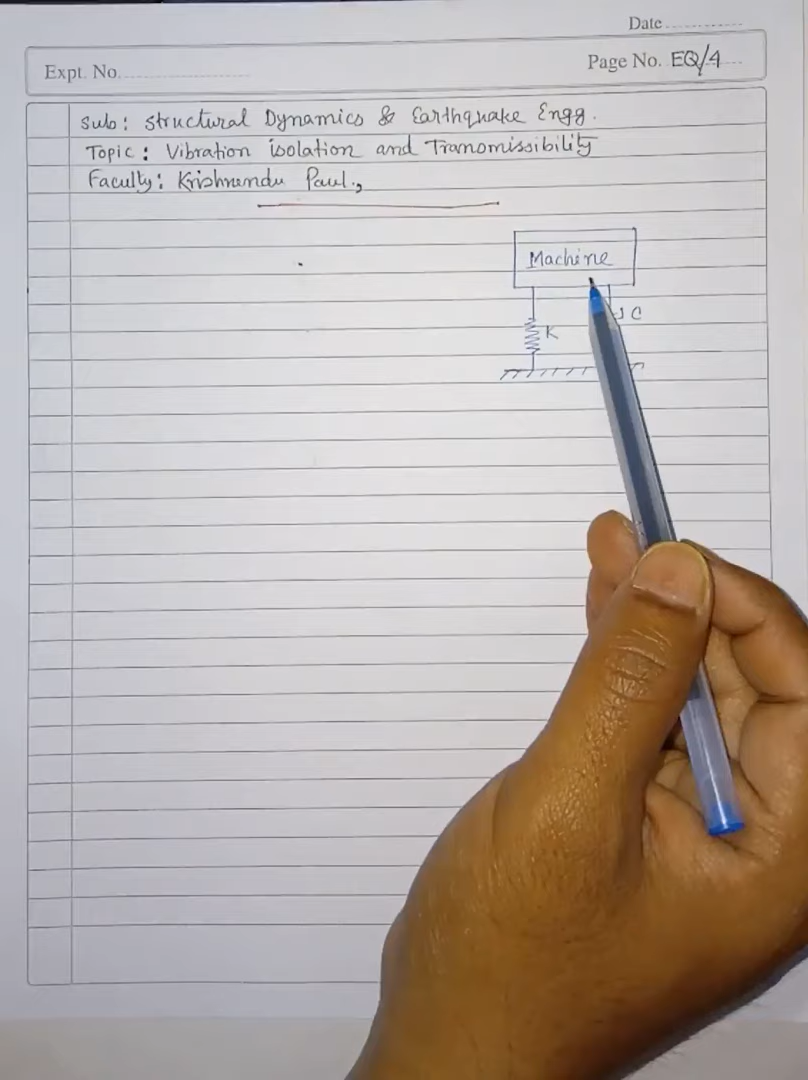 Date
Expt. No.
Page No. EQ/4
Sub: Structural Dynamics & Earthquake Engg.
Topic: Vibration isolation and Transmissibility
Faculty: Krishnendu Paul.,
Machine
C
K